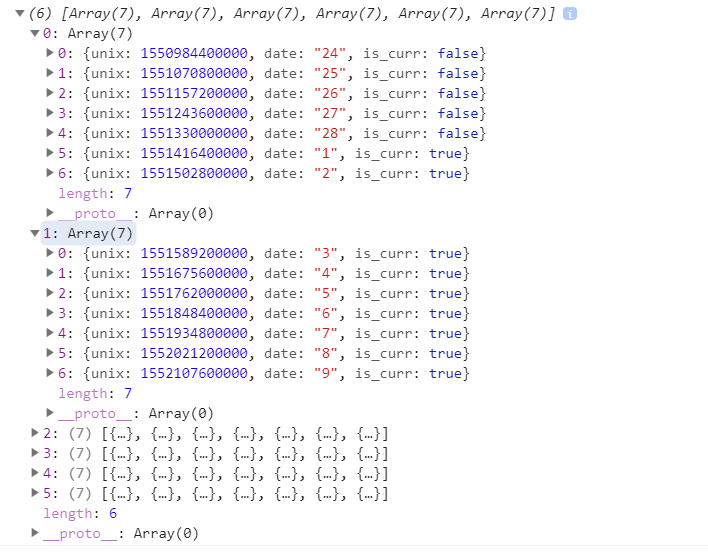 (6) [Array(7), Array(7), Array(7), Array(7), Array(7), Array(7)] i
0: Array(7)
0: {unix: 1550984400000, date: "24", is_curr: false}
1: {unix: 1551070800000, date: "25", is_curr: false}
2: {unix: 1551157200000, date: "26", is_curr: false}
3: {unix: 1551243600000, date: "27", is_curr: false}
4: {unix: 1551330000000, date: "28", is_curr: false}
5: {unix: 1551416400000, date: "1", is_curr: true}
6: {unix: 1551502800000, date: "2", is_curr: true}
length: 7
__proto__: Array(0)
1: Array(7)
0: {unix: 1551589200000, date: "3", is_curr: true}
1: {unix: 1551675600000, date: "4", is_curr: true}
2: {unix: 1551762000000, date: "5", is_curr: true}
3: {unix: 1551848400000, date: "6", is_curr: true}
4: {unix: 1551934800000, date: "7", is_curr: true}
5: {unix: 1552021200000, date: "8", is_curr: true}
6: {unix: 1552107600000, date: "9", is_curr: true}
length: 7
__proto__: Array(0)
2: (7) [{…}, {…}, {…}, {…}, {…}, {…}, {…}]
3: (7) [{…}, {…}, {…}, {…}, {…}, {…}, {…}]
4: (7) [{…}, {…}, {…}, {…}, {…}, {…}, {…}]
5: (7) [{…}, {…}, {…}, {…}, {…}, {…}, {…}]
length: 6
__proto__: Array(0)